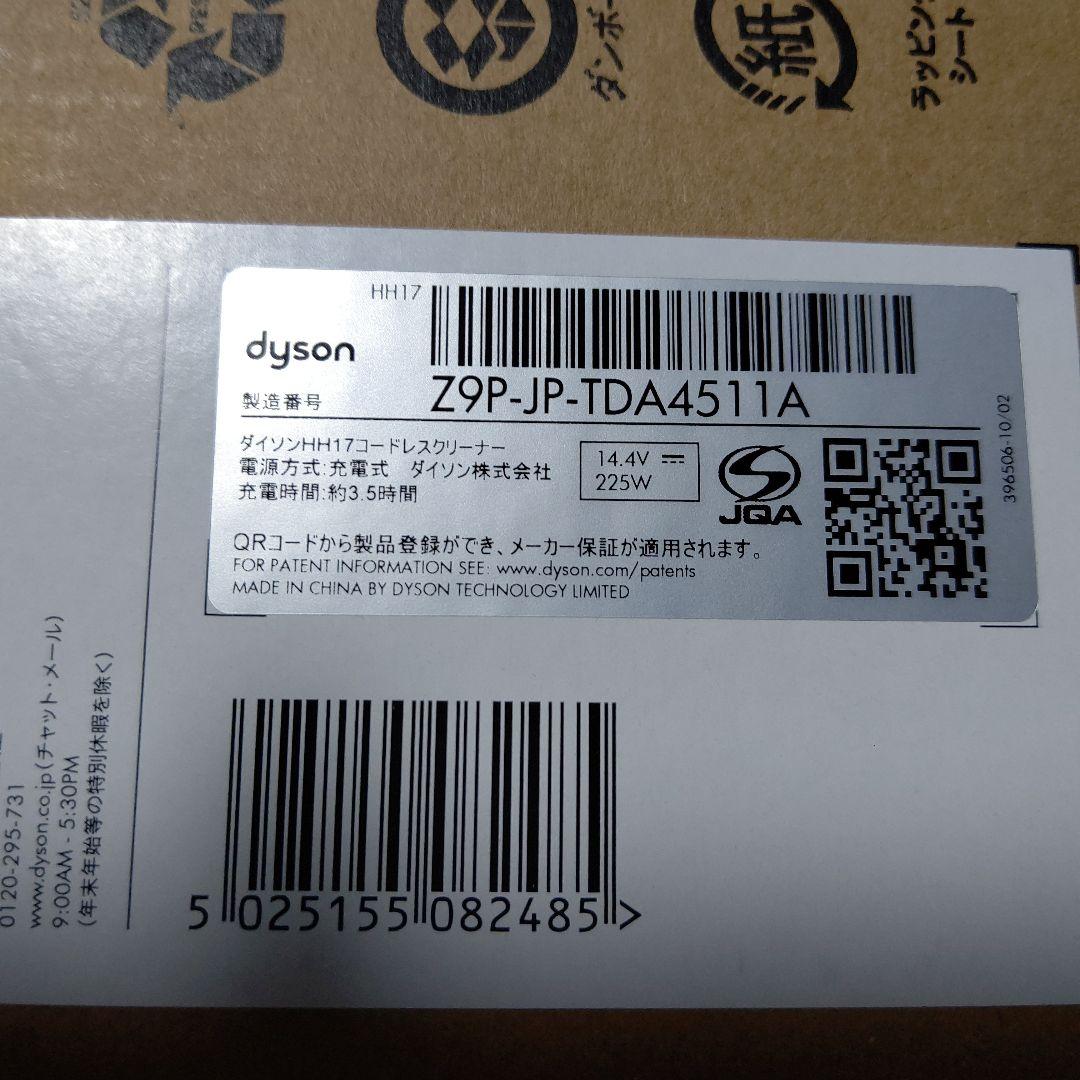 ダンボー
紙
ラッピング
シート
HH17
dyson
製造番号 Z9P-JP-TDA4511A
ダイソンHH17コードレスクリーナー
電源方式:充電式 ダイソン株式会社
充電時間:約3.5時間
14.4V
225W
JQA
396506-10/02
QRコードから製品登録ができ、メーカー保証が適用されます。
FOR PATENT INFORMATION SEE: www.dyson.com/patents
MADE IN CHINA BY DYSON TECHNOLOGY LIMITED
0120-295-731
www.dyson.co.jp(チャット・メール)
9:00AM - 5:30PM
(年末年始等の特別休暇を除く)
5 025155 082485 >